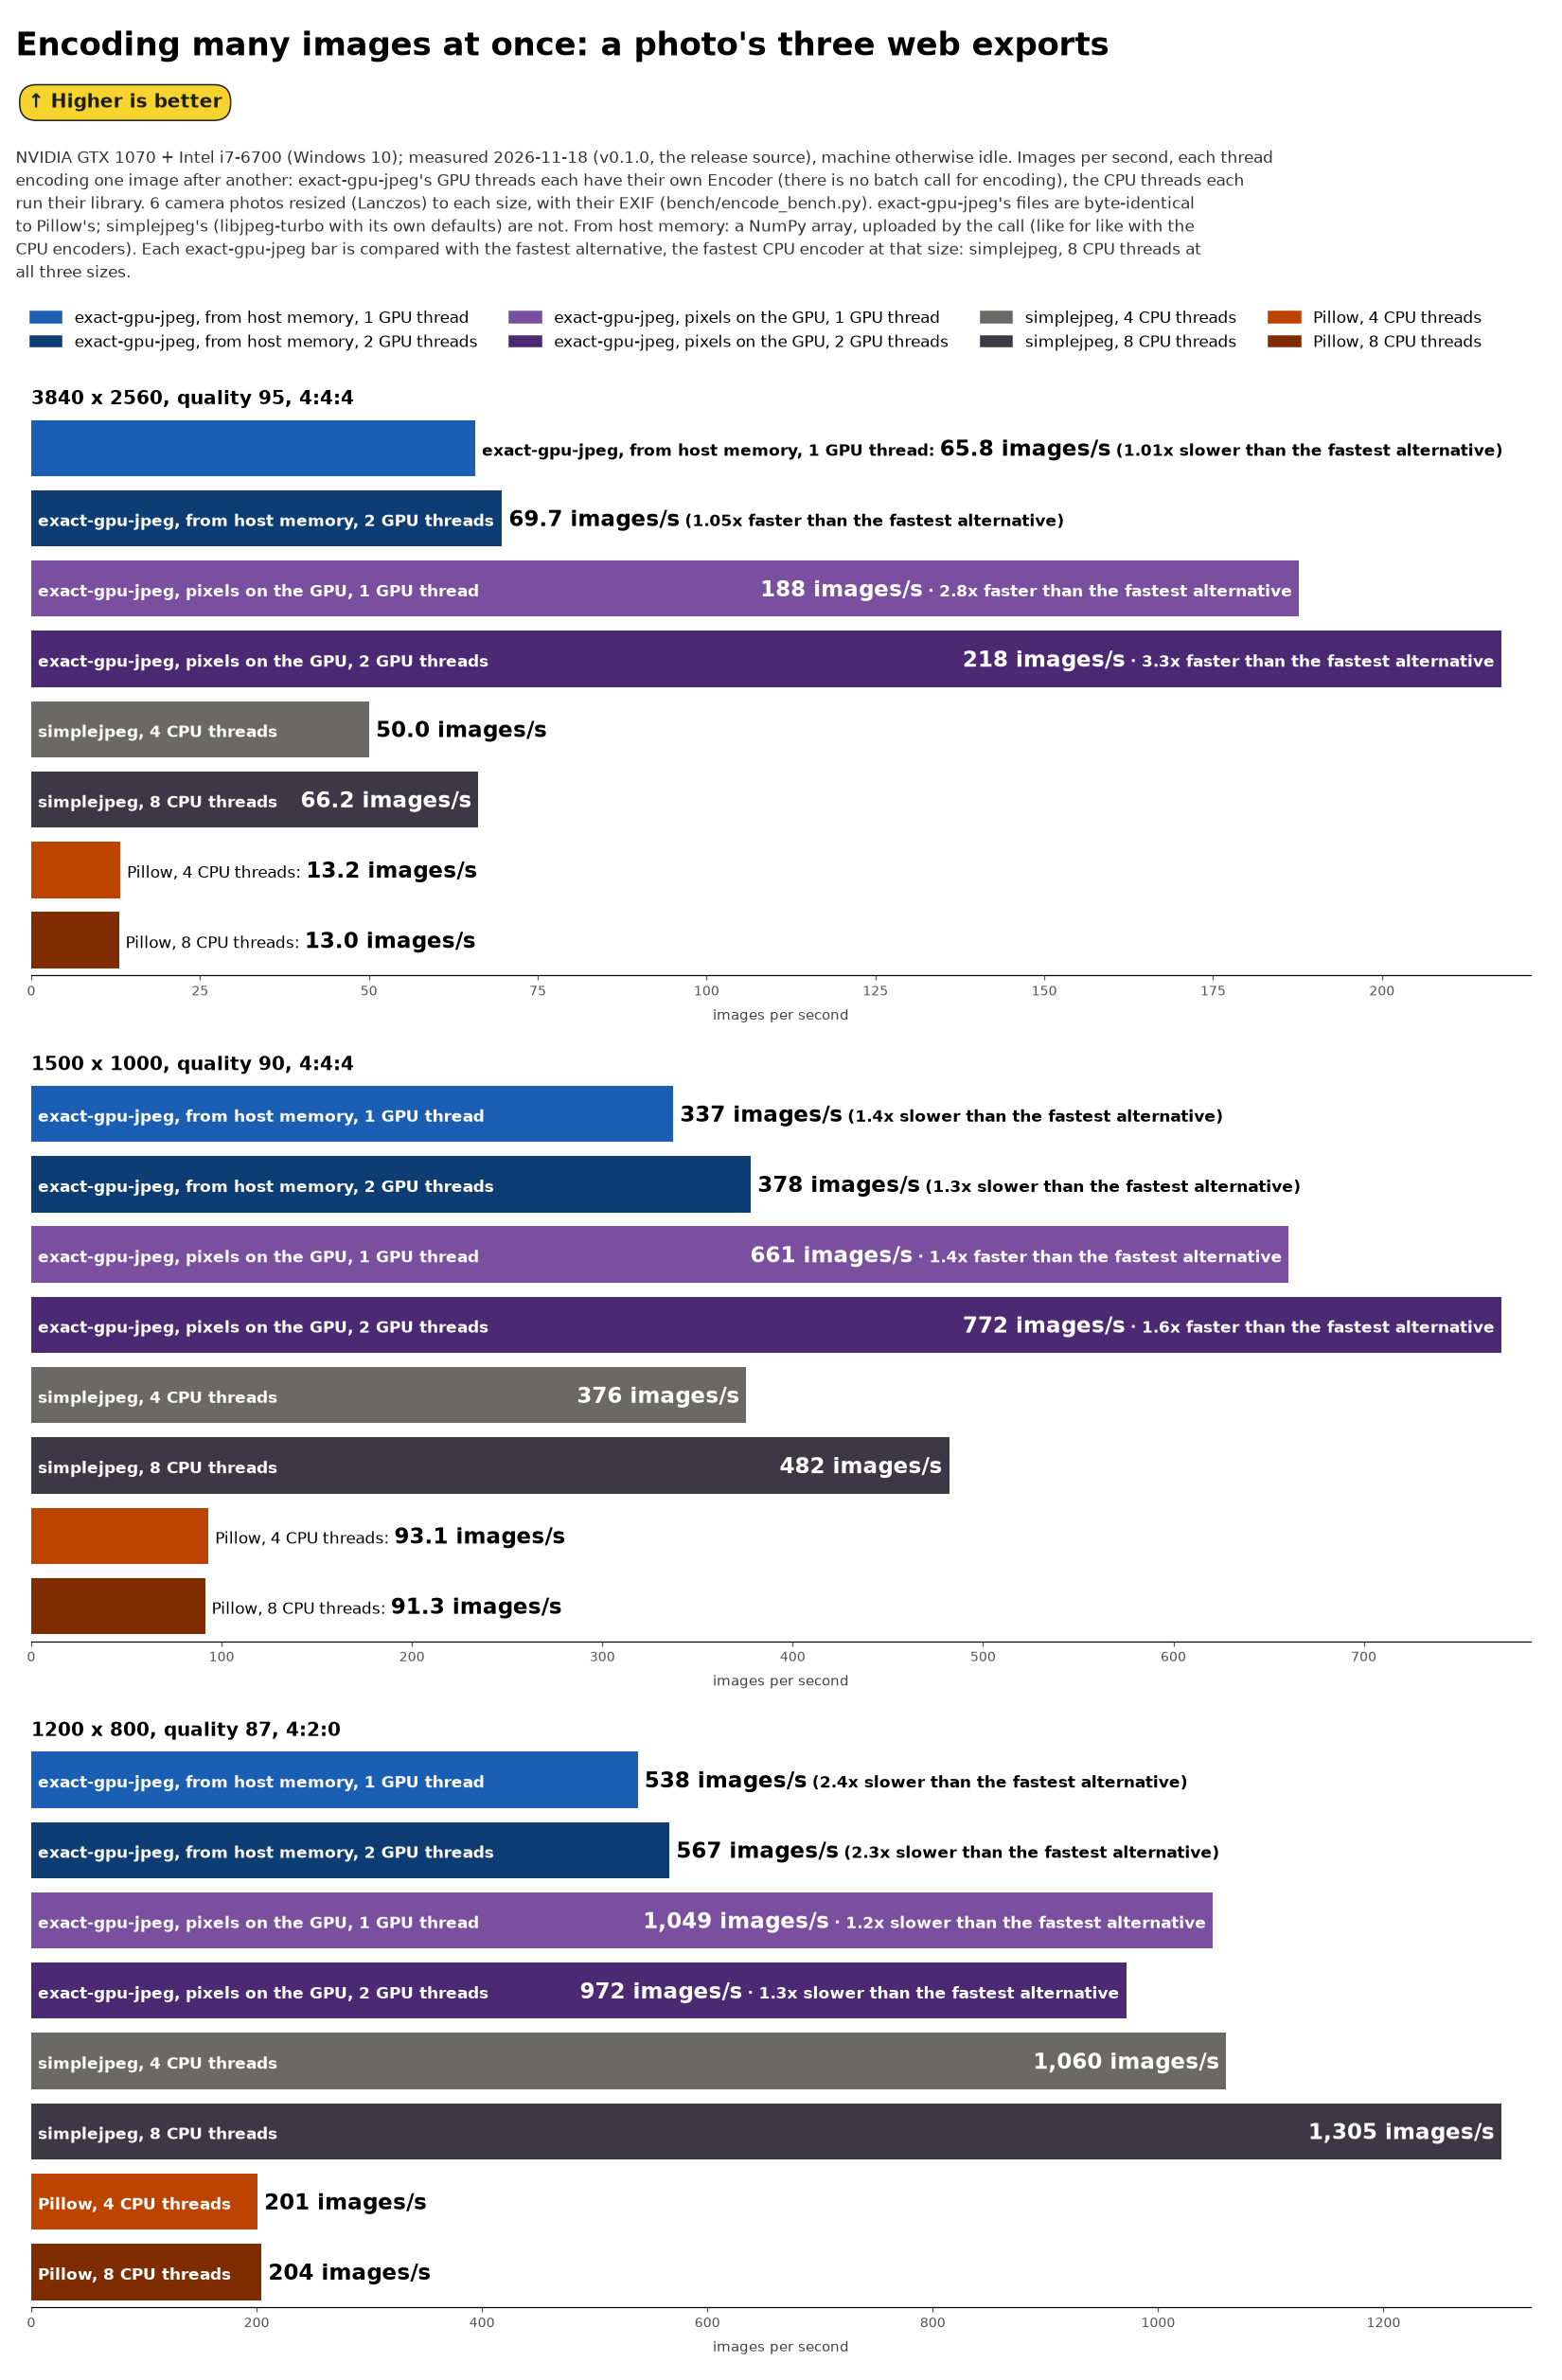 Encoding many images at once: a photo's three web exports
↑ Higher is better
NVIDIA GTX 1070 + Intel i7-6700 (Windows 10); measured 2026-11-18 (v0.1.0, the release source), machine otherwise idle. Images per second, each thread
encoding one image after another: exact-gpu-jpeg's GPU threads each have their own Encoder (there is no batch call for encoding), the CPU threads each
run their library. 6 camera photos resized (Lanczos) to each size, with their EXIF (bench/encode_bench.py). exact-gpu-jpeg's files are byte-identical
to Pillow's; simplejpeg's (libjpeg-turbo with its own defaults) are not. From host memory: a NumPy array, uploaded by the call (like for like with the
CPU encoders). Each exact-gpu-jpeg bar is compared with the fastest alternative, the fastest CPU encoder at that size: simplejpeg, 8 CPU threads at
all three sizes.
exact-gpu-jpeg, from host memory, 1 GPU thread
exact-gpu-jpeg, from host memory, 2 GPU threads
exact-gpu-jpeg, pixels on the GPU, 1 GPU thread
exact-gpu-jpeg, pixels on the GPU, 2 GPU threads
simplejpeg, 4 CPU threads
simplejpeg, 8 CPU threads
Pillow, 4 CPU threads
Pillow, 8 CPU threads
3840 x 2560, quality 95, 4:4:4
exact-gpu-jpeg, from host memory, 1 GPU thread: 65.8 images/s (1.01x slower than the fastest alternative)
exact-gpu-jpeg, from host memory, 2 GPU threads 69.7 images/s (1.05x faster than the fastest alternative)
exact-gpu-jpeg, pixels on the GPU, 1 GPU thread 188 images/s · 2.8x faster than the fastest alternative
exact-gpu-jpeg, pixels on the GPU, 2 GPU threads 218 images/s · 3.3x faster than the fastest alternative
simplejpeg, 4 CPU threads 50.0 images/s
simplejpeg, 8 CPU threads 66.2 images/s
Pillow, 4 CPU threads: 13.2 images/s
Pillow, 8 CPU threads: 13.0 images/s
0 25 50 75 100 125 150 175 200
images per second
1500 x 1000, quality 90, 4:4:4
exact-gpu-jpeg, from host memory, 1 GPU thread 337 images/s (1.4x slower than the fastest alternative)
exact-gpu-jpeg, from host memory, 2 GPU threads 378 images/s (1.3x slower than the fastest alternative)
exact-gpu-jpeg, pixels on the GPU, 1 GPU thread 661 images/s · 1.4x faster than the fastest alternative
exact-gpu-jpeg, pixels on the GPU, 2 GPU threads 772 images/s · 1.6x faster than the fastest alternative
simplejpeg, 4 CPU threads 376 images/s
simplejpeg, 8 CPU threads 482 images/s
Pillow, 4 CPU threads: 93.1 images/s
Pillow, 8 CPU threads: 91.3 images/s
0 100 200 300 400 500 600 700
images per second
1200 x 800, quality 87, 4:2:0
exact-gpu-jpeg, from host memory, 1 GPU thread 538 images/s (2.4x slower than the fastest alternative)
exact-gpu-jpeg, from host memory, 2 GPU threads 567 images/s (2.3x slower than the fastest alternative)
exact-gpu-jpeg, pixels on the GPU, 1 GPU thread 1,049 images/s · 1.2x slower than the fastest alternative
exact-gpu-jpeg, pixels on the GPU, 2 GPU threads 972 images/s · 1.3x slower than the fastest alternative
simplejpeg, 4 CPU threads 1,060 images/s
simplejpeg, 8 CPU threads 1,305 images/s
Pillow, 4 CPU threads 201 images/s
Pillow, 8 CPU threads 204 images/s
0 200 400 600 800 1000 1200
images per second